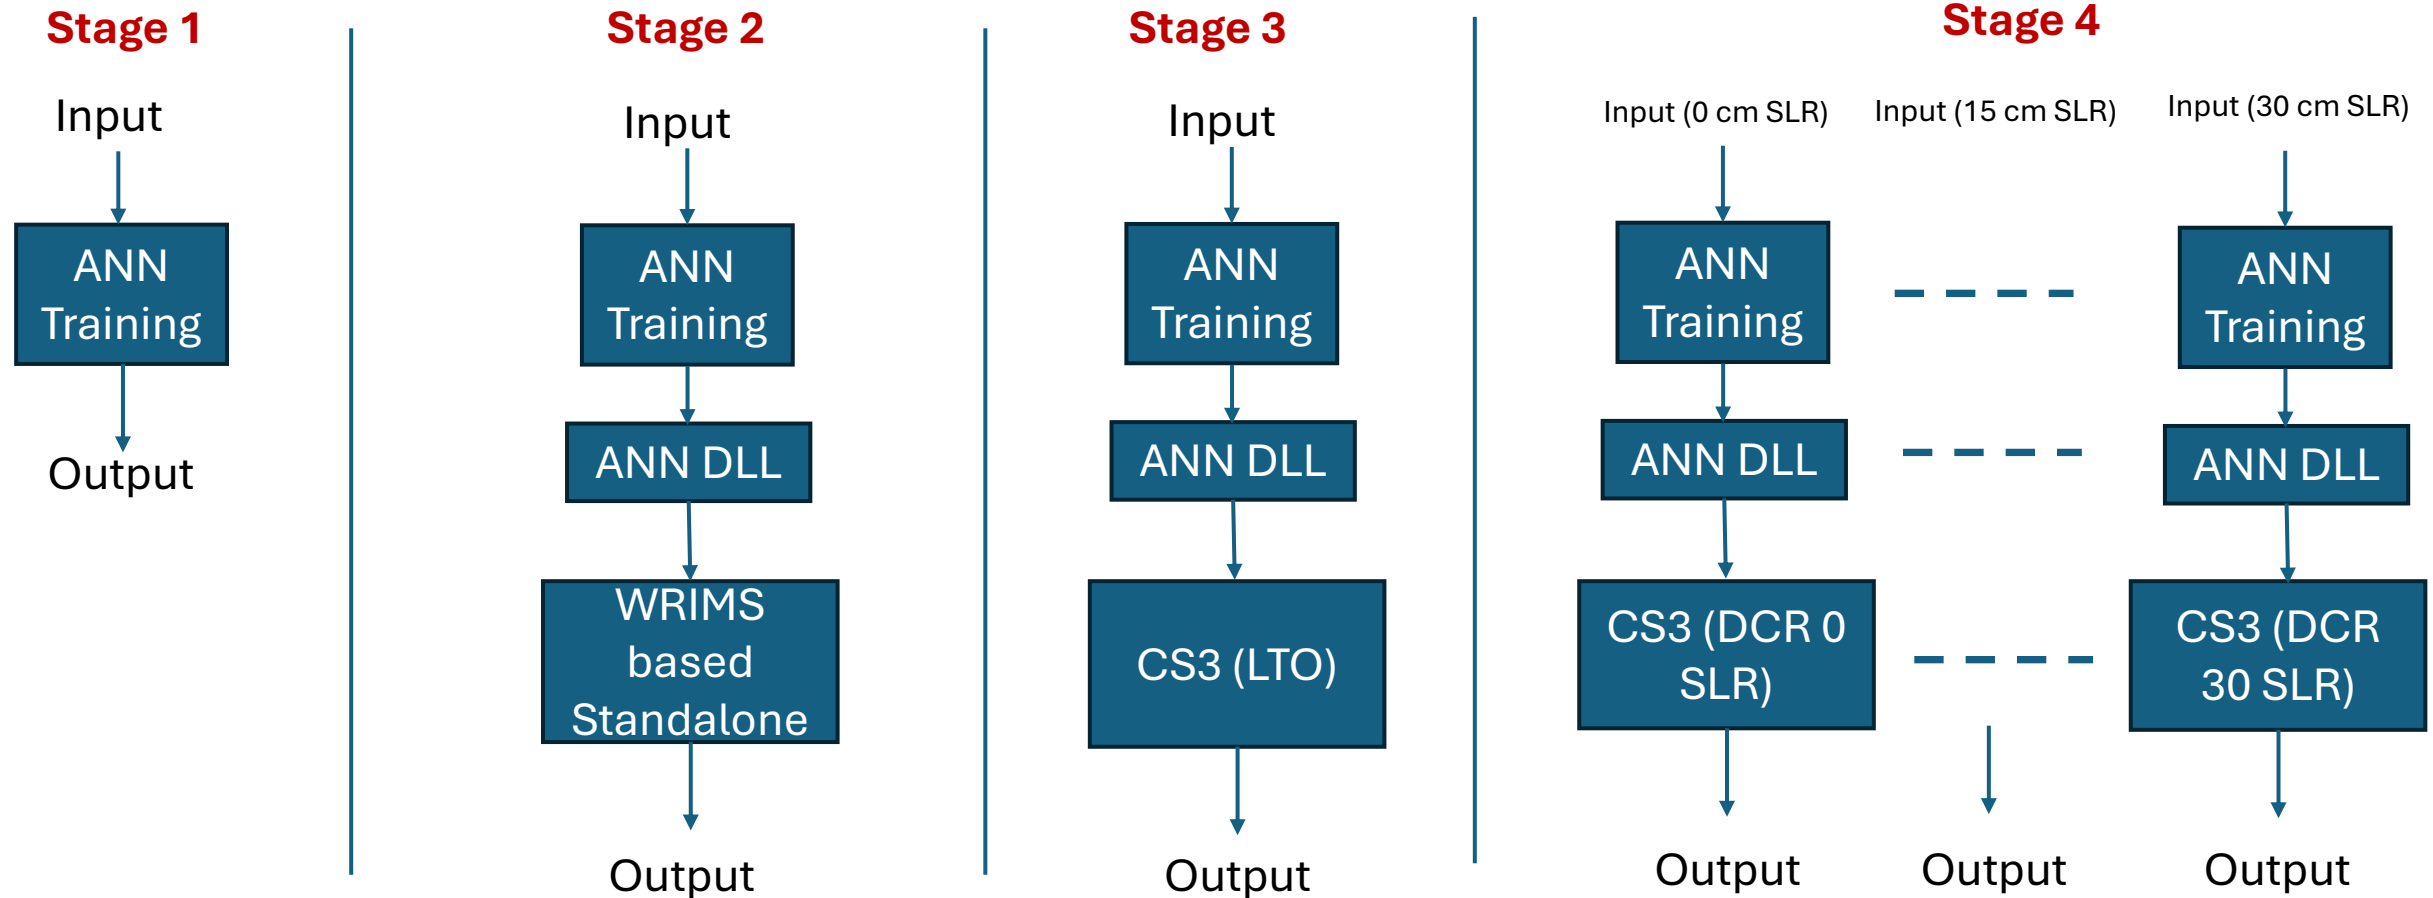 Stage 1
Input
ANN
Training
Output
Stage 2
Input
ANN
Training
ANN DLL
WRIMS
based
Standalone
Output
Stage 3
Input
ANN
Training
ANN DLL
CS3 (LTO)
Output
Stage 4
Input (0 cm SLR)
Input (15 cm SLR)
Input (30 cm SLR)
ANN
Training
ANN DLL
CS3 (DCR 0
SLR)
Output
Output
ANN
Training
ANN DLL
CS3 (DCR
30 SLR)
Output